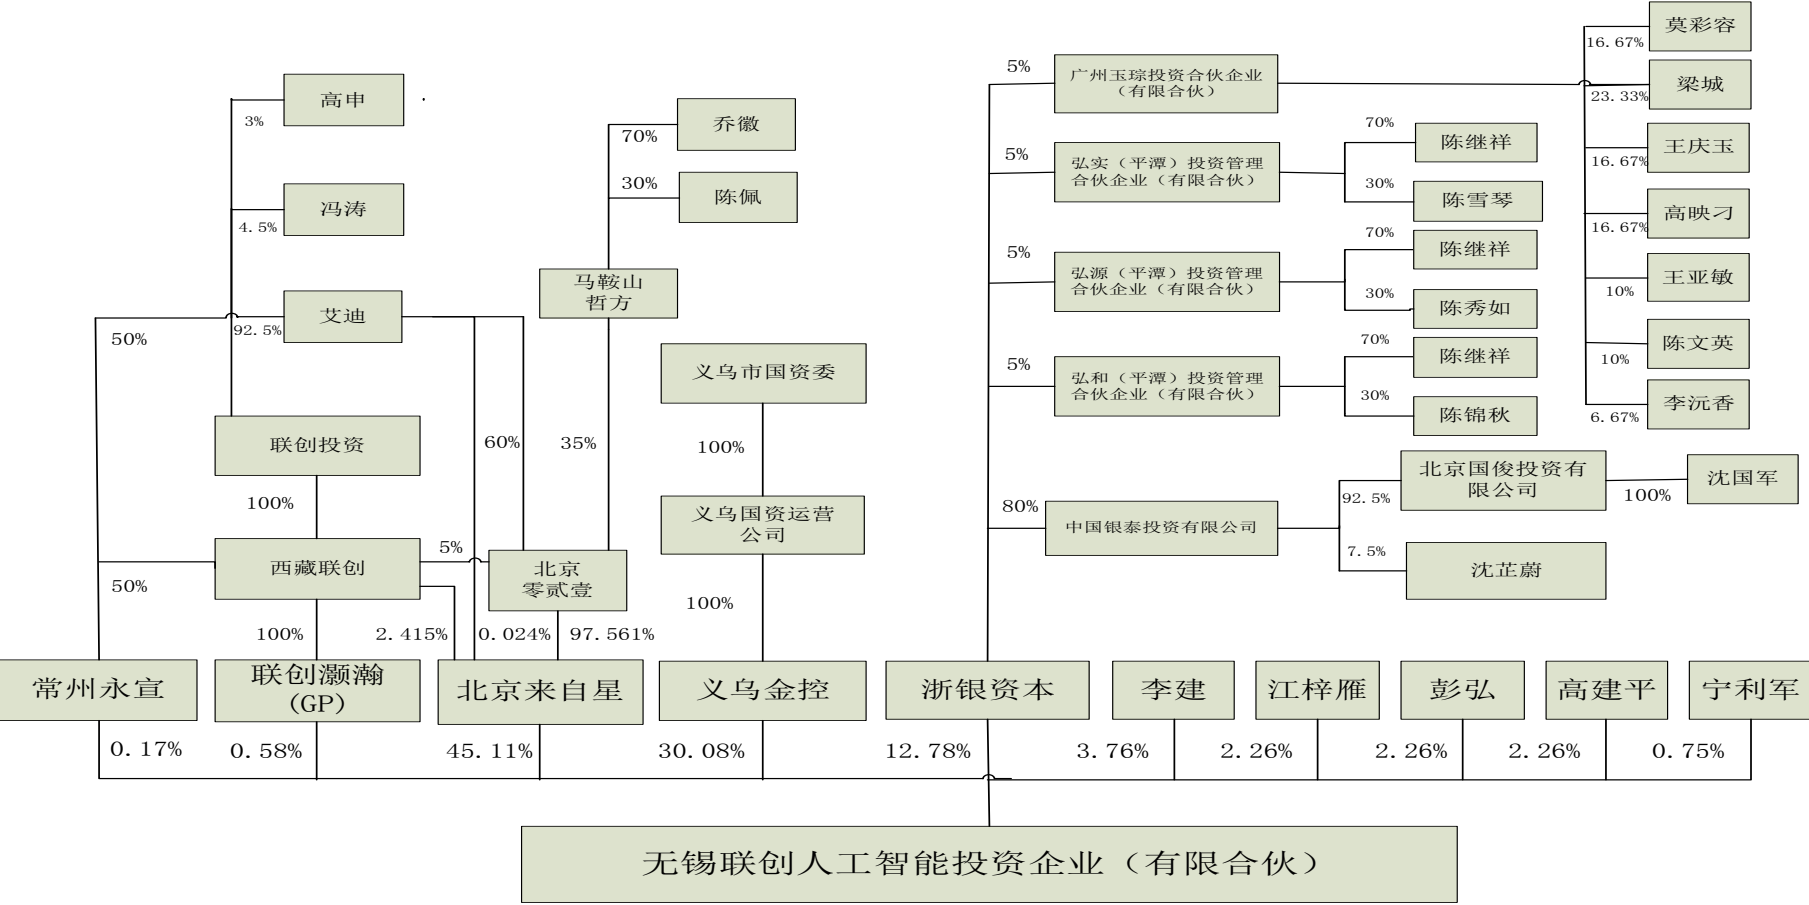 莫彩容
16.67%
5%
广州玉琮投资合伙企业
（有限合伙）
梁城
23.33%
高申
3%
乔徽
70%
70%
陈继祥
王庆玉
16.67%
5%
弘实（平潭）投资管理
合伙企业（有限合伙）
30%
陈雪琴
30%
陈佩
冯涛
4.5%
高映刁
16.67%
70%
陈继祥
5%
弘源（平潭）投资管理
合伙企业（有限合伙）
30%
陈秀如
王亚敏
10%
马鞍山
哲方
艾迪
92.5%
50%
陈文英
10%
70%
陈继祥
5%
弘和（平潭）投资管理
合伙企业（有限合伙）
30%
陈锦秋
李沅香
6.67%
义乌市国资委
联创投资
60%
35%
100%
100%
北京国俊投资有
限公司
92.5%
100%
沈国军
80%
中国银泰投资有限公司
义乌国资运营
公司
7.5%
沈芷蔚
5%
西藏联创
北京
零贰壹
50%
100%
100%
2.415%
0.024%
97.561%
常州永宣
联创灏瀚
(GP)
北京来自星
义乌金控
浙银资本
李建
江梓雁
彭弘
高建平
宁利军
0.17%
0.58%
45.11%
30.08%
12.78%
3.76%
2.26%
2.26%
2.26%
0.75%
无锡联创人工智能投资企业（有限合伙）